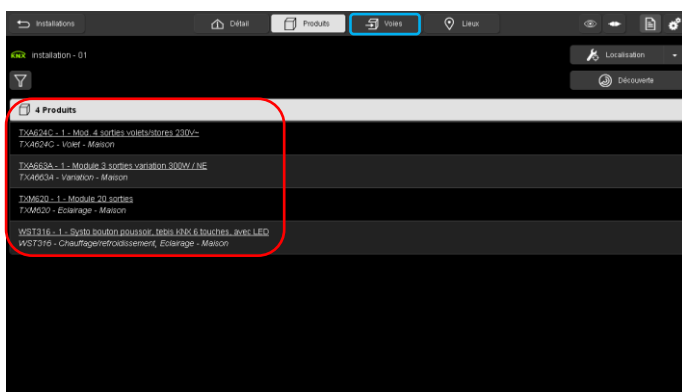 Installations
Détail
Produits
Voies
Lieux
KNX installation - 01
Localisation
Découverte
4 Produits
TXA624C - 1 - Mod. 4 sorties volets/stores 230V~
TXA624C - Volet - Maison
TXA663A - 1 - Module 3 sorties variation 300W / NE
TXA663A - Variation - Maison
TXM620 - 1 - Module 20 sorties
TXM620 - Eclairage - Maison
WST316 - 1 - Systo bouton poussoir, tebis KNX 6 touches, avec LED
WST316 - Chauffage/refroidissement, Eclairage - Maison